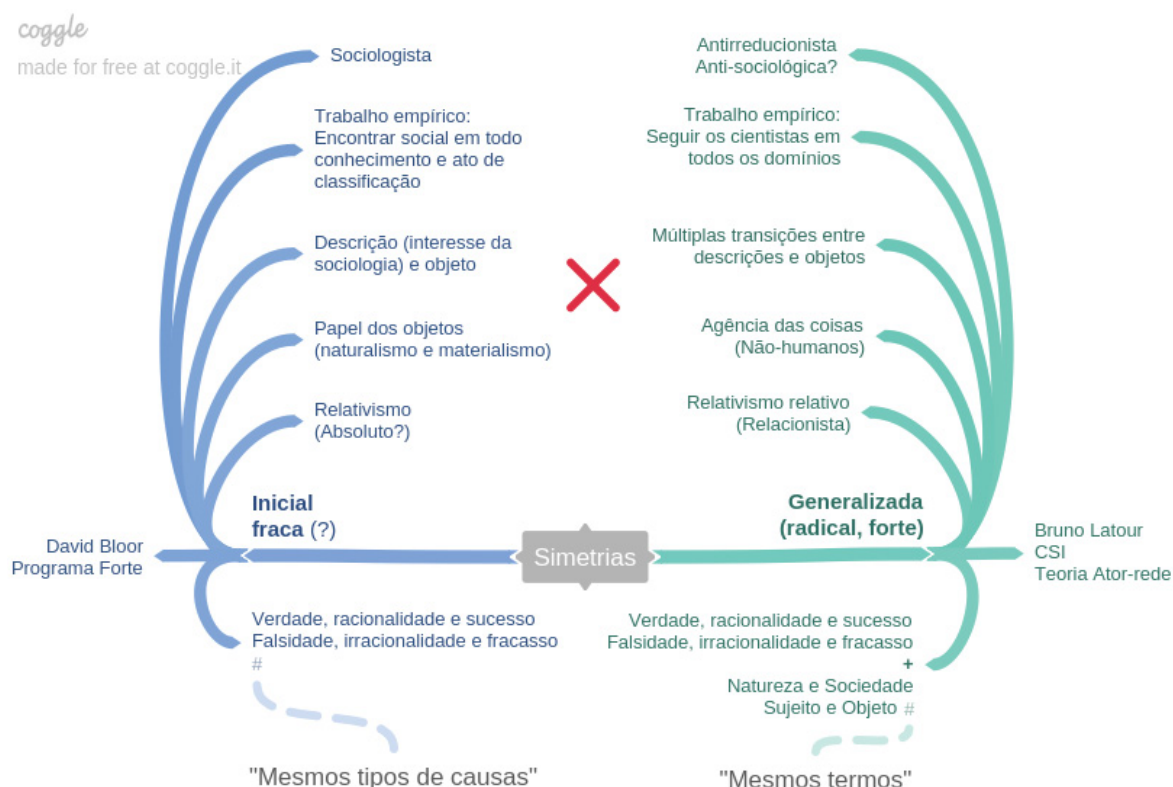 coggle
made for free at coggle.it
Sociologista
Trabalho empírico:
Encontrar social em todo
conhecimento e ato de
classificação
Descrição (interesse da
sociologia) e objeto
Papel dos objetos
(naturalismo e materialismo)
Relativismo
(Absoluto?)
Inicial
fraca (?)
David Bloor
Programa Forte
Verdade, racionalidade e sucesso
Falsidade, irracionalidade e fracasso
#
"Mesmos tipos de causas"
Simetrias
Antirreducionista
Anti-sociológica?
Trabalho empírico:
Seguir os cientistas em
todos os domínios
Múltiplas transições entre
descrições e objetos
Agência das coisas
(Não-humanos)
Relativismo relativo
(Relacionista)
Generalizada
(radical, forte)
Bruno Latour
CSI
Teoria Ator-rede
Verdade, racionalidade e sucesso
Falsidade, irracionalidade e fracasso
+
Natureza e Sociedade
Sujeito e Objeto #
"Mesmos termos"